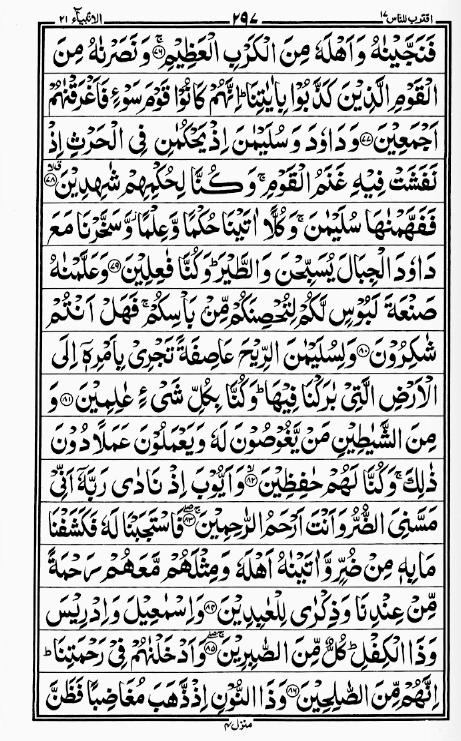 اقترب للناس ١٧ ٢٩٧ الانبیآء ٢١
فَنَجَّيْنٰهُ وَاَهْلَهٗ مِنَ الْكَرْبِ الْعَظِيْمِ ۚ﴿٧٦﴾ وَنَصَرْنٰهُ مِنَ
الْقَوْمِ الَّذِيْنَ كَذَّبُوْا بِاٰيٰتِنَا ؕ اِنَّهُمْ كَانُوْا قَوْمَ سَوْءٍ فَاَغْرَقْنٰهُمْ
اَجْمَعِيْنَ ﴿٧٧﴾ وَدَاوٗدَ وَسُلَيْمٰنَ اِذْ يَحْكُمٰنِ فِى الْحَرْثِ اِذْ
نَفَشَتْ فِيْهِ غَنَمُ الْقَوْمِ ۚ وَكُنَّا لِحُكْمِهِمْ شٰهِدِيْنَ ۙ﴿٧٨﴾
فَفَهَّمْنٰهَا سُلَيْمٰنَ ۚ وَكُلًّا اٰتَيْنَا حُكْمًا وَّعِلْمًا ؗ وَّسَخَّرْنَا مَعَ
دَاوٗدَ الْجِبَالَ يُسَبِّحْنَ وَالطَّيْرَ ؕ وَكُنَّا فٰعِلِيْنَ ﴿٧٩﴾ وَعَلَّمْنٰهُ
صَنْعَةَ لَبُوْسٍ لَّكُمْ لِتُحْصِنَكُمْ مِّنْۢ بَاْسِكُمْ ۚ فَهَلْ اَنْتُمْ
شٰكِرُوْنَ ﴿٨٠﴾ وَلِسُلَيْمٰنَ الرِّيْحَ عَاصِفَةً تَجْرِىْ بِاَمْرِهٖۤ اِلَى
الْاَرْضِ الَّتِىْ بٰرَكْنَا فِيْهَا ؕ وَكُنَّا بِكُلِّ شَىْءٍ عٰلِمِيْنَ ﴿٨١﴾ وَ
مِنَ الشَّيٰطِيْنِ مَنْ يَّغُوْصُوْنَ لَهٗ وَيَعْمَلُوْنَ عَمَلًا دُوْنَ
ذٰلِكَ ۚ وَكُنَّا لَهُمْ حٰفِظِيْنَ ۙ﴿٨٢﴾ وَاَيُّوْبَ اِذْ نَادٰى رَبَّهٗۤ اَنِّىْ
مَسَّنِىَ الضُّرُّ وَاَنْتَ اَرْحَمُ الرّٰحِمِيْنَ ۚۖ﴿٨٣﴾ فَاسْتَجَبْنَا لَهٗ فَكَشَفْنَا
مَا بِهٖ مِنْ ضُرٍّ وَّاٰتَيْنٰهُ اَهْلَهٗ وَمِثْلَهُمْ مَّعَهُمْ رَحْمَةً
مِّنْ عِنْدِنَا وَذِكْرٰى لِلْعٰبِدِيْنَ ﴿٨٤﴾ وَاِسْمٰعِيْلَ وَاِدْرِيْسَ
وَذَا الْكِفْلِ ؕ كُلٌّ مِّنَ الصّٰبِرِيْنَ ۚۖ﴿٨٥﴾ وَاَدْخَلْنٰهُمْ فِىْ رَحْمَتِنَا ؕ
اِنَّهُمْ مِّنَ الصّٰلِحِيْنَ ﴿٨٦﴾ وَذَا النُّوْنِ اِذْ ذَّهَبَ مُغَاضِبًا فَظَنَّ
منزل ٤